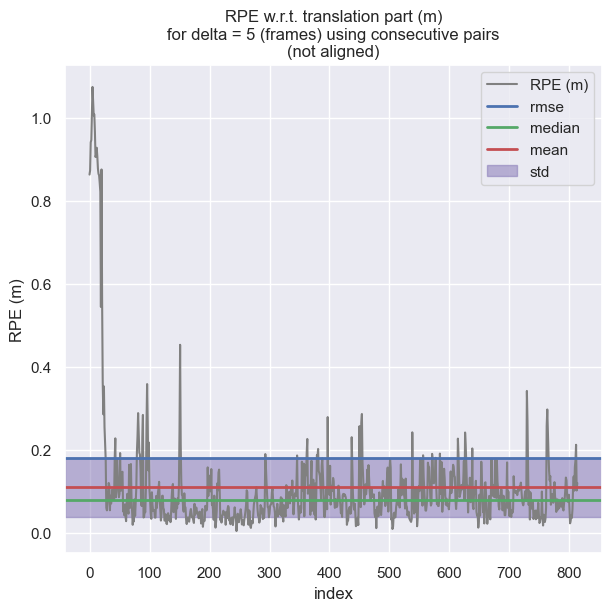 RPE w.r.t. translation part (m)
for delta = 5 (frames) using consecutive pairs
(not aligned)
RPE (m)
rmse
median
mean
std
1.0
0.8
0.6
0.4
0.2
0.0
RPE (m)
0 100 200 300 400 500 600 700 800
index